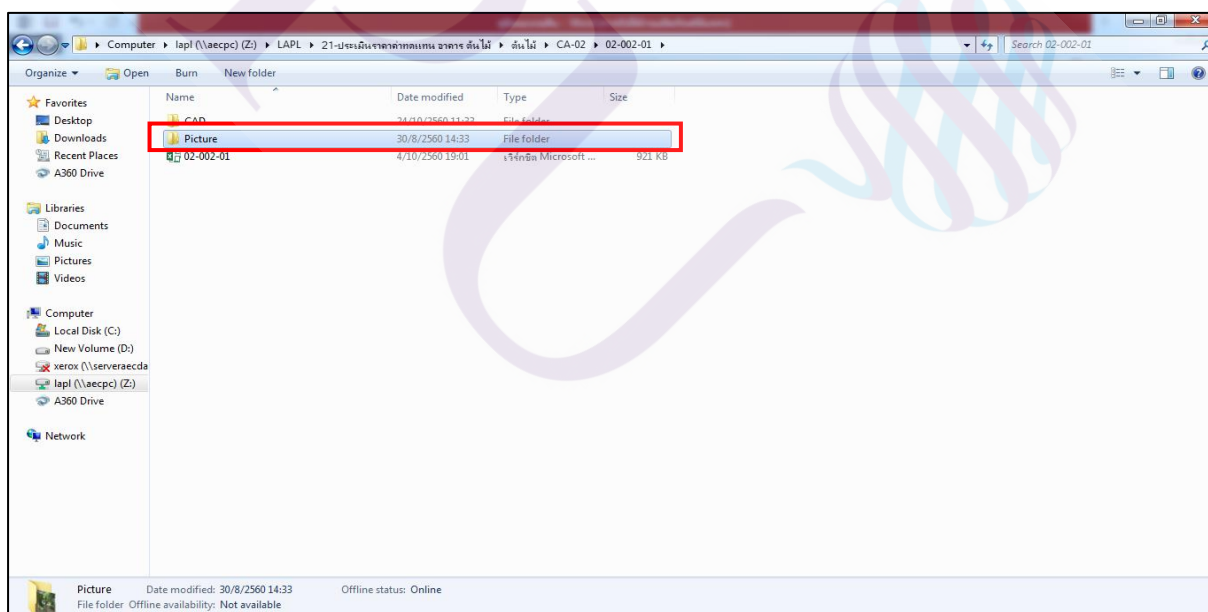 Computer ▸ lapl (\\aecpc) (Z:) ▸ LAPL ▸ 21-ประเมินราคาค่าทดแทน อาคาร ต้นไม้ ▸ ต้นไม้ ▸ CA-02 ▸ 02-002-01 ▸
Search 02-002-01
Organize Open Burn New folder
Name Date modified Type Size
Favorites
Desktop
Downloads
Recent Places
A360 Drive
Libraries
Documents
Music
Pictures
Videos
Computer
Local Disk (C:)
New Volume (D:)
xerox (\\serveraecda
lapl (\\aecpc) (Z:)
A360 Drive
Network
CAD 24/10/2560 11:33 File folder
Picture 30/8/2560 14:33 File folder
02-002-01 4/10/2560 19:01 เวิร์กชีต Microsoft ... 921 KB
Picture Date modified: 30/8/2560 14:33 Offline status: Online
File folder Offline availability: Not available